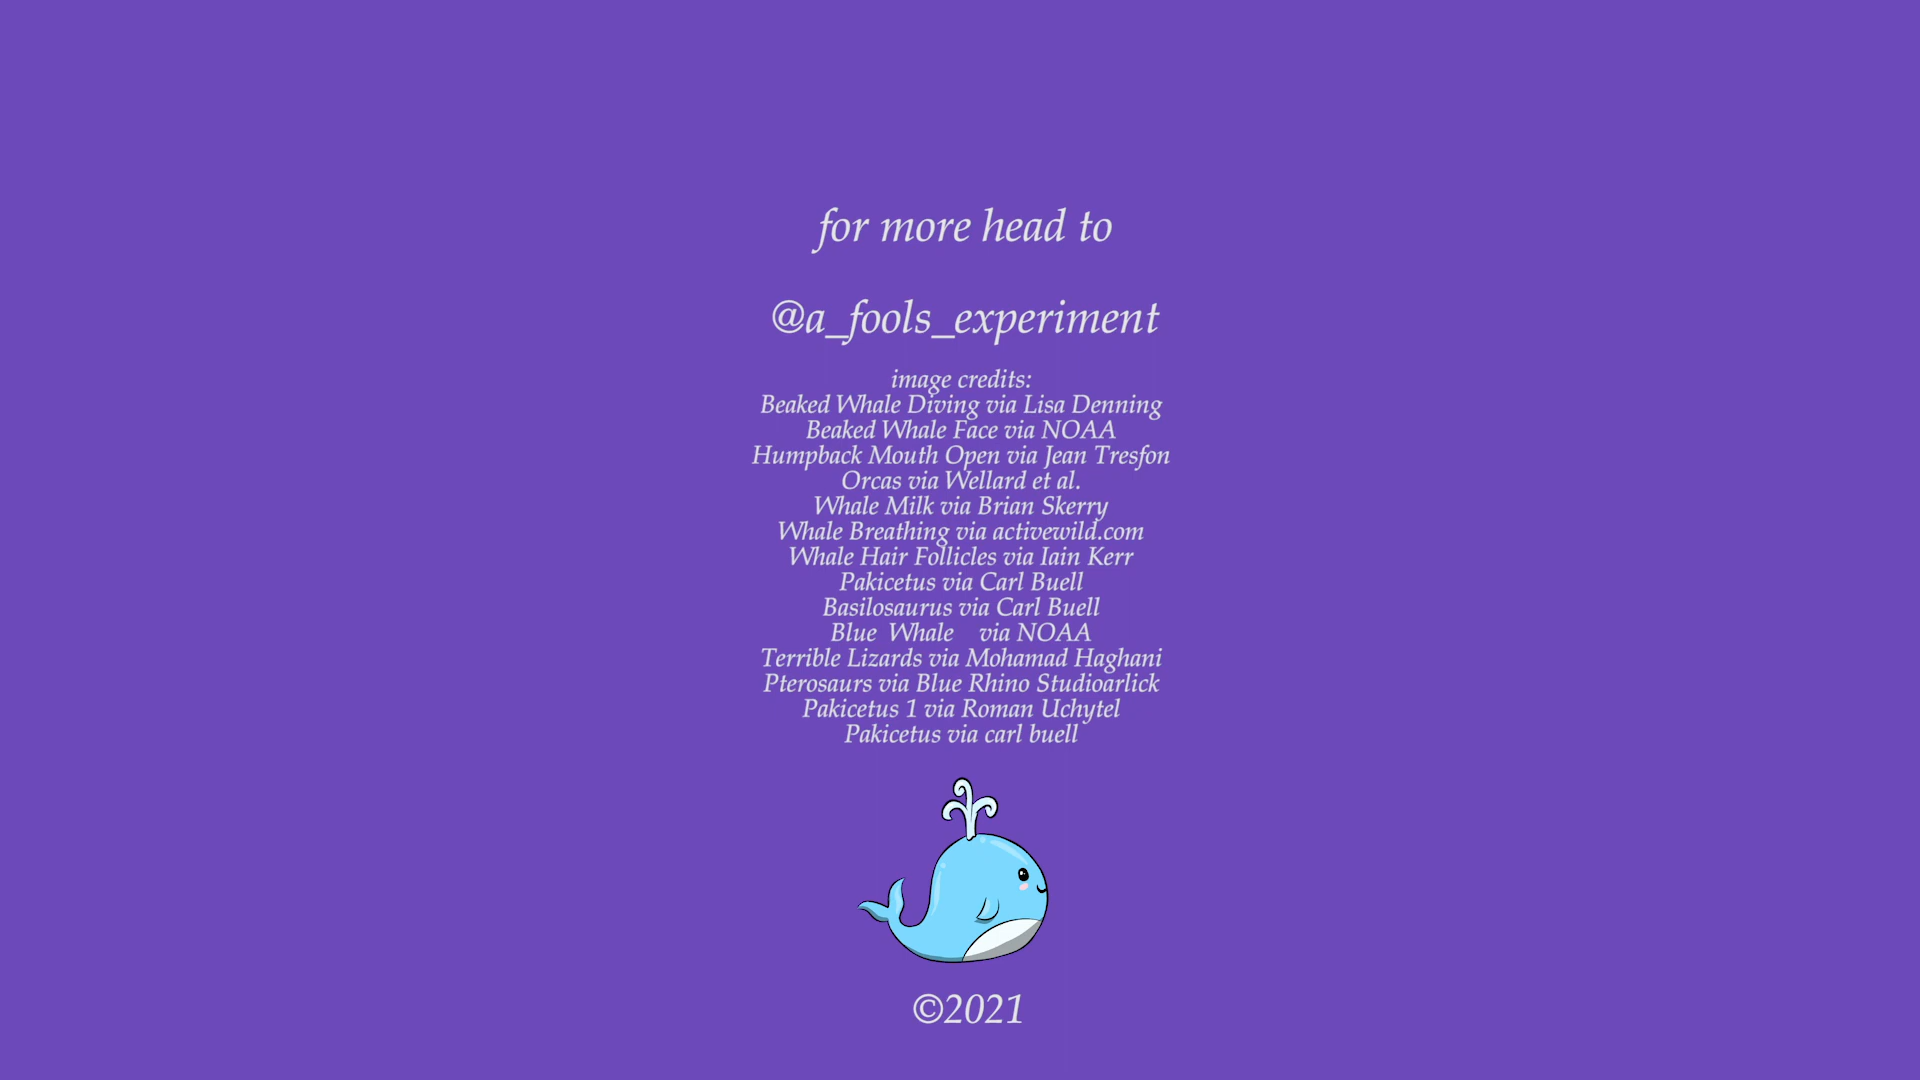 for more head to
@a_fools_experiment
image credits:
Beaked Whale Diving via Lisa Denning
Beaked Whale Face via NOAA
Humpback Mouth Open via Jean Tresfon
Orcas via Wellard et al.
Whale Milk via Brian Skerry
Whale Breathing via activewild.com
Whale Hair Follicles via Iain Kerr
Pakicetus via Carl Buell
Basilosaurus via Carl Buell
Blue Whale via NOAA
Terrible Lizards via Mohamad Haghani
Pterosaurs via Blue Rhino Studioarlick
Pakicetus 1 via Roman Uchytel
Pakicetus via carl buell
©2021